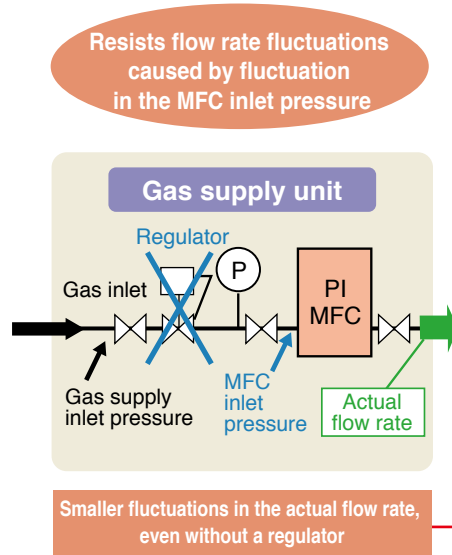 Resists flow rate fluctuations
caused by fluctuation
in the MFC inlet pressure
Gas supply unit
Regulator
P
Gas inlet
PI
MFC
Gas supply
inlet pressure
MFC
inlet
pressure
Actual
flow rate
Smaller fluctuations in the actual flow rate,
even without a regulator